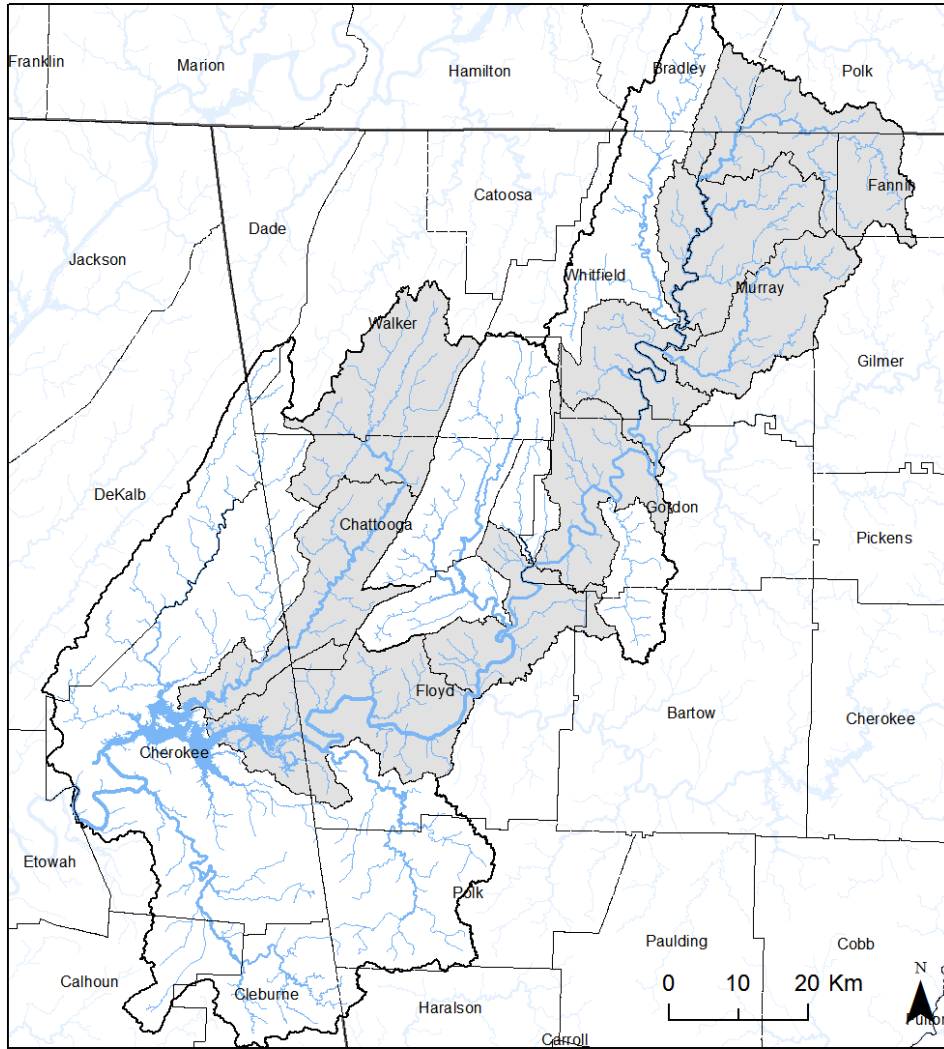 Franklin
Marion
Hamilton
Bradley
Polk
Fannin
Catoosa
Dade
Jackson
Whitfield
Murray
Walker
Gilmer
DeKalb
Chattooga
Gordon
Pickens
Floyd
Bartow
Cherokee
Cherokee
Etowah
Polk
Paulding
Cobb
Calhoun
Cleburne
Haralson
0 10 20 Km
N
Fulton
Carroll